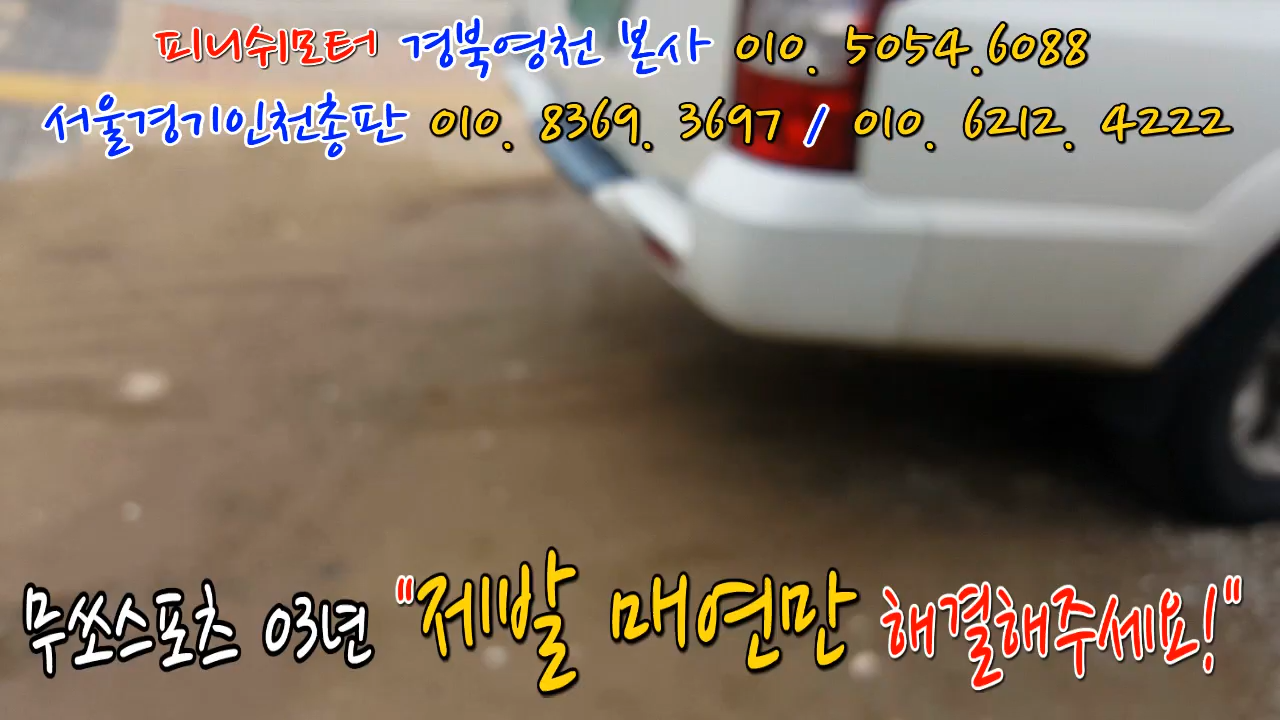 피니쉬모터 경북영천 본사 010. 5054.6088
서울경기인천총판 010. 8369. 3697 / 010. 6212. 4222
무쏘스포츠 03년 "제발 매연만 해결해주세요!"